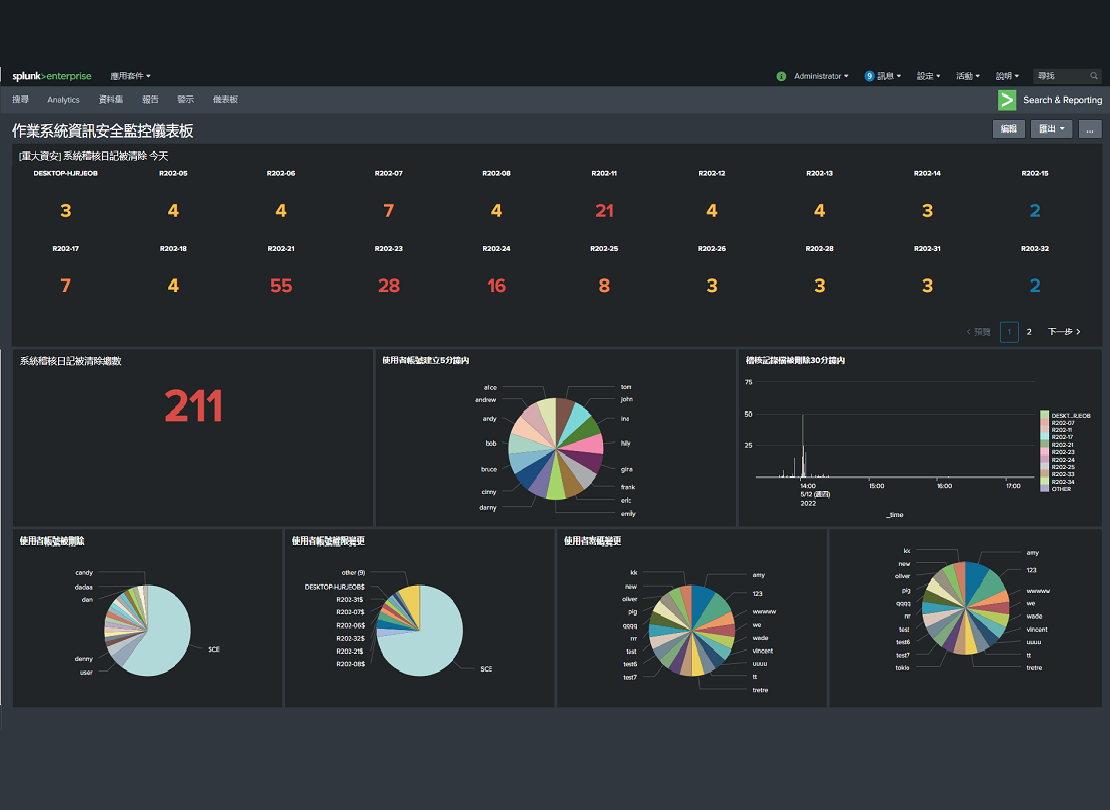 splunk>enterprise 應用套件 Administrator 9 訊息 設定 活動 說明 尋找
搜尋 Analytics 資料集 報告 警示 儀表板 Search & Reporting
作業系統資訊安全監控儀表板 編輯 匯出 ...
[重大資安] 系統稽核日記被清除 今天
DESKTOP-HJRJEOB R202-05 R202-06 R202-07 R202-08 R202-11 R202-12 R202-13 R202-14 R202-15
3 4 4 7 4 21 4 4 3 2
R202-17 R202-18 R202-21 R202-23 R202-24 R202-25 R202-26 R202-28 R202-31 R202-32
7 4 55 28 16 8 3 3 3 2
< 預覽 1 2 下一步 >
系統稽核日記被清除總數
211
使用者帳號建立5分鐘內
alice
andrew
andy
bob
bruce
cinny
darny
tom
john
ina
hily
gira
frank
eric
emily
稽核記錄檔被刪除30分鐘內
75
50
25
14:00 15:00 16:00 17:00
5/12 (週四)
2022
_time
DESKT...RJEOB
R202-07
R202-11
R202-17
R202-21
R202-23
R202-24
R202-25
R202-33
R202-34
OTHER
使用者帳號被刪除
candy
dadaa
dan
denny
user
SCE
使用者帳號權限變更
other (9)
DESKTOP-HJRJEOB$
R202-31$
R202-07$
R202-06$
R202-32$
R202-21$
R202-08$
SCE
使用者密碼變更
kk
new
oliver
pig
qqqq
rrr
test
test6
test7
amy
123
wwwww
we
wade
vincent
uuuu
tt
tretre
kk
new
oliver
pig
qqqq
rrr
test
test6
test7
tokio
amy
123
wwwww
we
wade
vincent
uuuu
tt
tretre